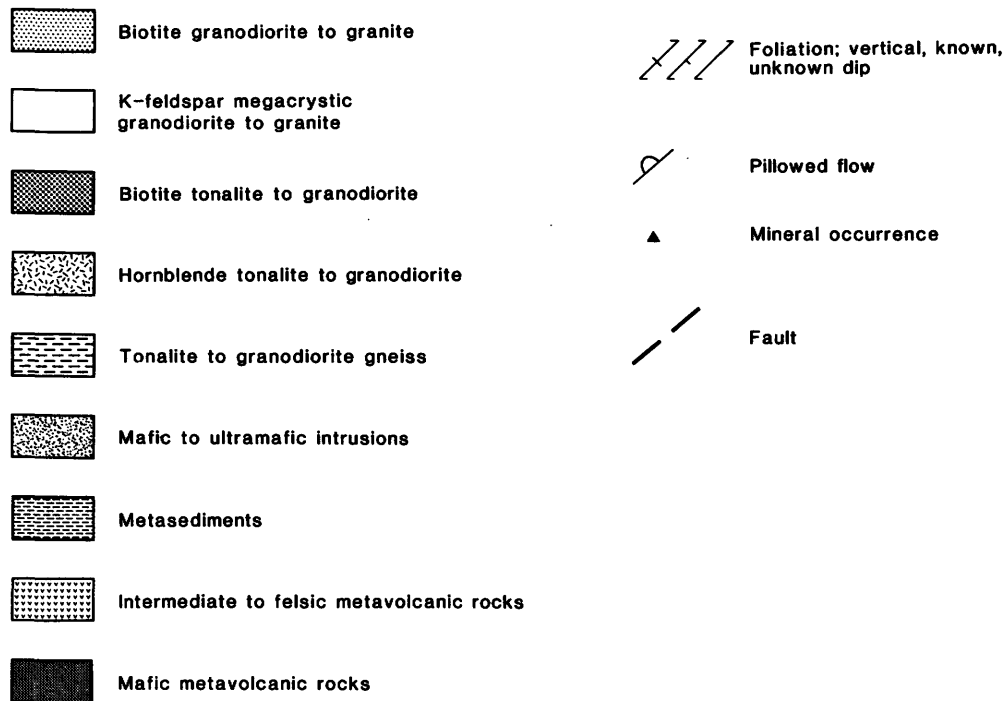 Biotite granodiorite to granite
K-feldspar megacrystic
granodiorite to granite
Biotite tonalite to granodiorite
Hornblende tonalite to granodiorite
Tonalite to granodiorite gneiss
Mafic to ultramafic intrusions
Metasediments
Intermediate to felsic metavolcanic rocks
Mafic metavolcanic rocks
Foliation; vertical, known,
unknown dip
Pillowed flow
Mineral occurrence
Fault